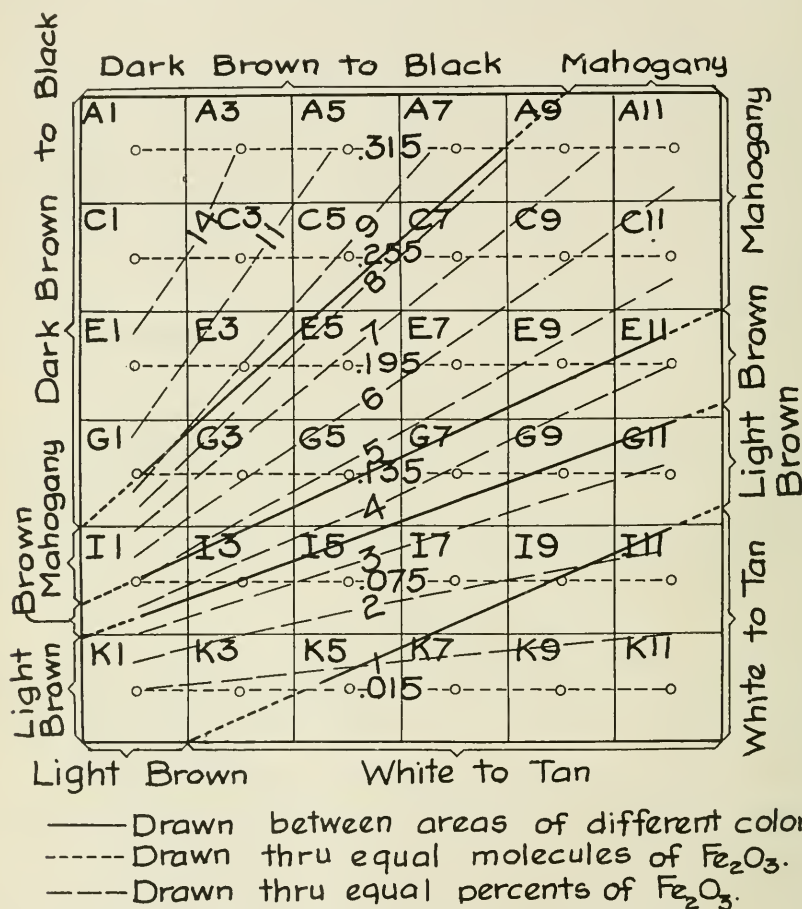 Dark Brown to Black
Mahogany
Dark Brown to Black
Brown
Mahogany
Light
Brown
A1 A3 A5 A7 A9 A11
.315
C1 C3 C5 C7 C9 C11
14 11 9
.255
8
E1 E3 E5 E7 E9 E11
7
.195
6
G1 G3 G5 G7 G9 G11
5
.135
4
I1 I3 I5 I7 I9 I11
3
.075
2
K1 K3 K5 K7 K9 K11
1
.015
Mahogany
Brown
Light
Brown
White to Tan
Light Brown
White to Tan
Drawn between areas of different color
Drawn thru equal molecules of Fe₂O₃.
Drawn thru equal percents of Fe₂O₃.